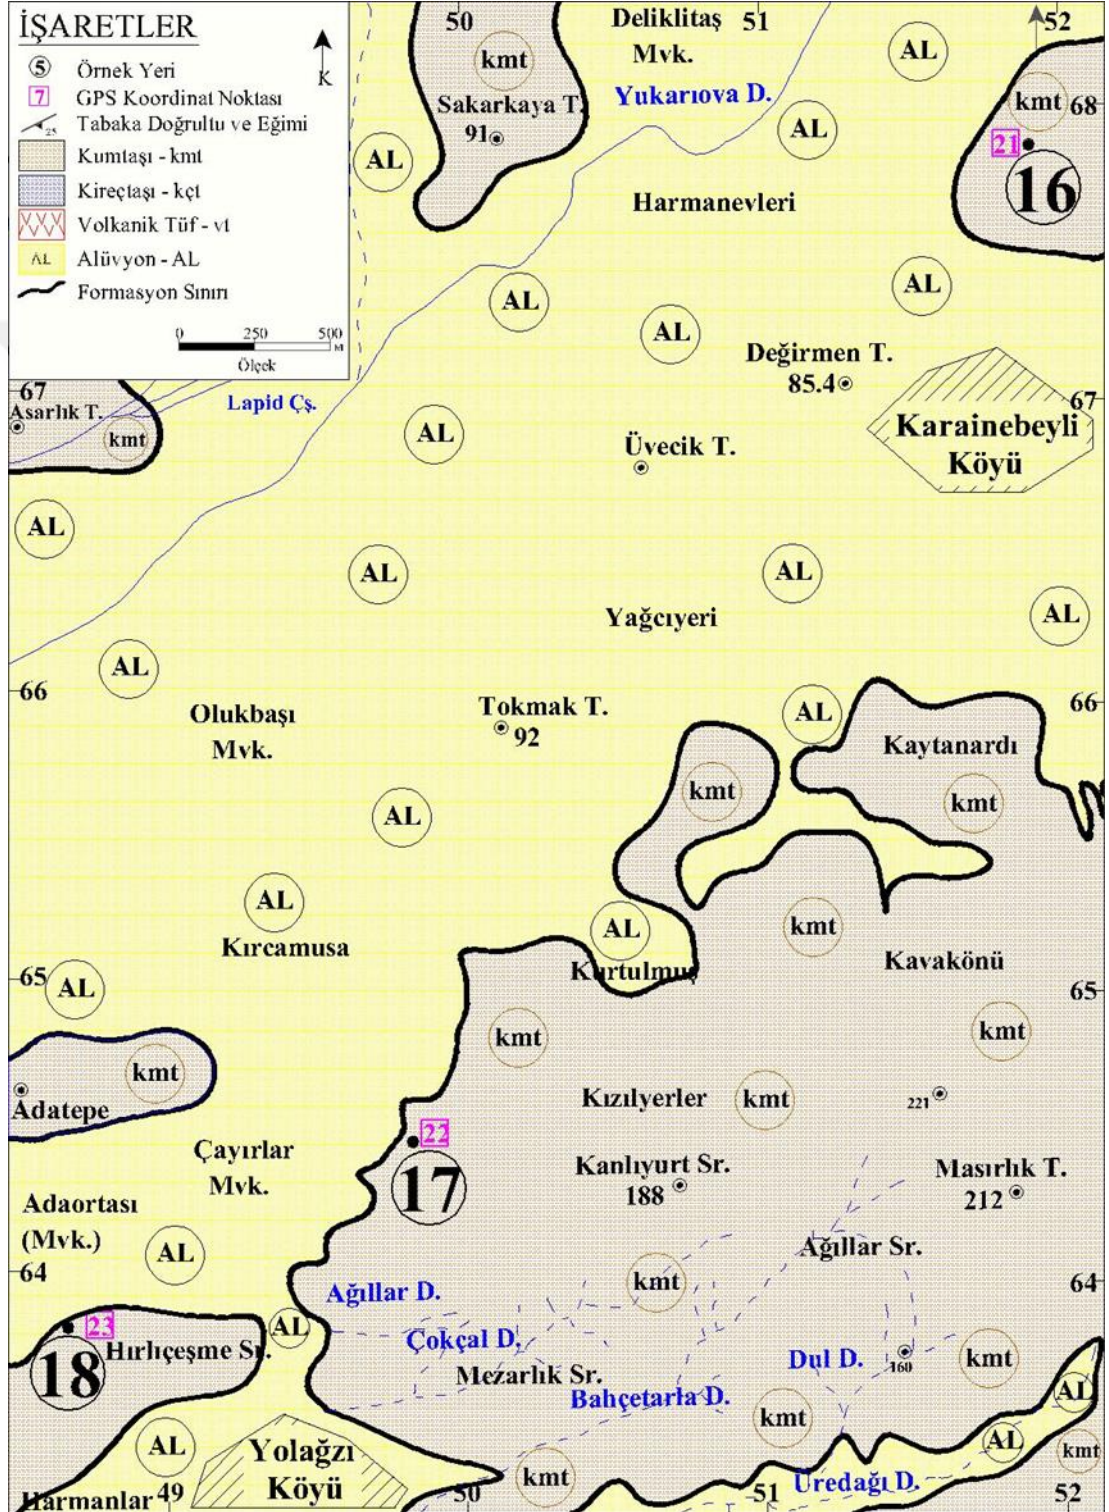 İŞARETLER
5 Örnek Yeri
7 GPS Koordinat Noktası
25 Tabaka Doğrultu ve Eğimi
Kumtaşı - kmt
Kireçtaşı - kçt
Volkanik Tüf - vt
AL Alüvyon - AL
Formasyon Sınırı
0 250 500
M
Ölçek
K
50 51 52
Deliklitaş
Mvk.
AL
kmt
Yukarıova D.
kmt 68
Sakarkaya T.
91
AL
AL
21
16
Harmanevleri
AL
AL
AL
Değirmen T.
85.4
67
67
Asarlık T.
Lapid Çş.
kmt
AL
Üvecik T.
Karainebeyli
Köyü
AL
AL
AL
Yağcıyeri
AL
AL
66
66
Olukbaşı
Mvk.
Tokmak T.
92
AL
Kaytanardı
kmt
kmt
AL
AL
Kırcamusa
AL
kmt
Kurtulmuş
Kavakönü
65
65
AL
kmt
kmt
kmt
Adatepe
Kızılyerler
kmt
221
22
17
Çayırlar
Mvk.
Kanlıyurt Sr.
188
Masırlık T.
212
Adaortası
(Mvk.)
AL
Ağıllar Sr.
64
64
kmt
Ağıllar D.
23
18
Hırlıçeşme Sr.
AL
Çokçal D.
Mezarlık Sr.
Dul D.
160
kmt
Bahçetarla D.
AL
kmt
AL
Yolağzı
Köyü
AL
kmt
kmt
Üredağı D.
Harmanlar 49 50 51 52